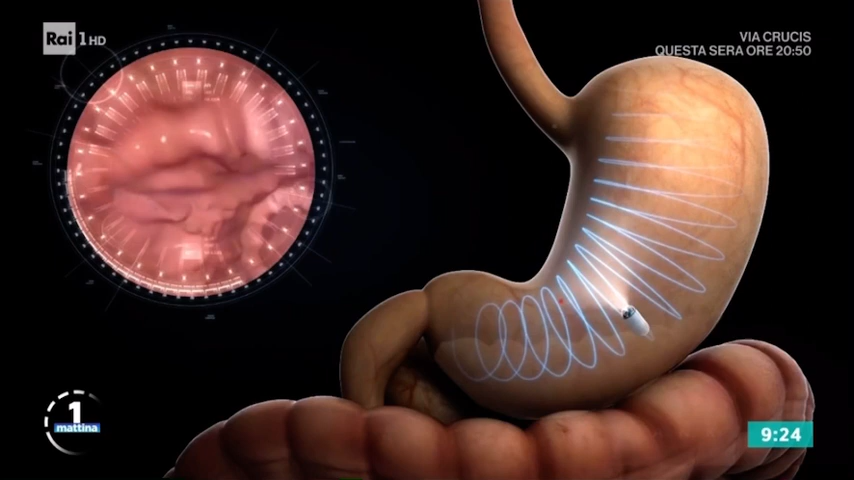 Rai 1 HD
VIA CRUCIS
QUESTA SERA ORE 20:50
1
mattina
9:24